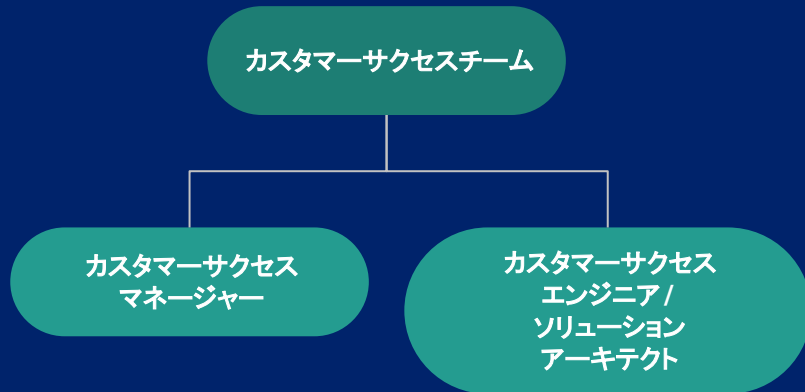 カスタマーサクセスチーム
カスタマーサクセス
マネージャー
カスタマーサクセス
エンジニア /
ソリューション
アーキテクト